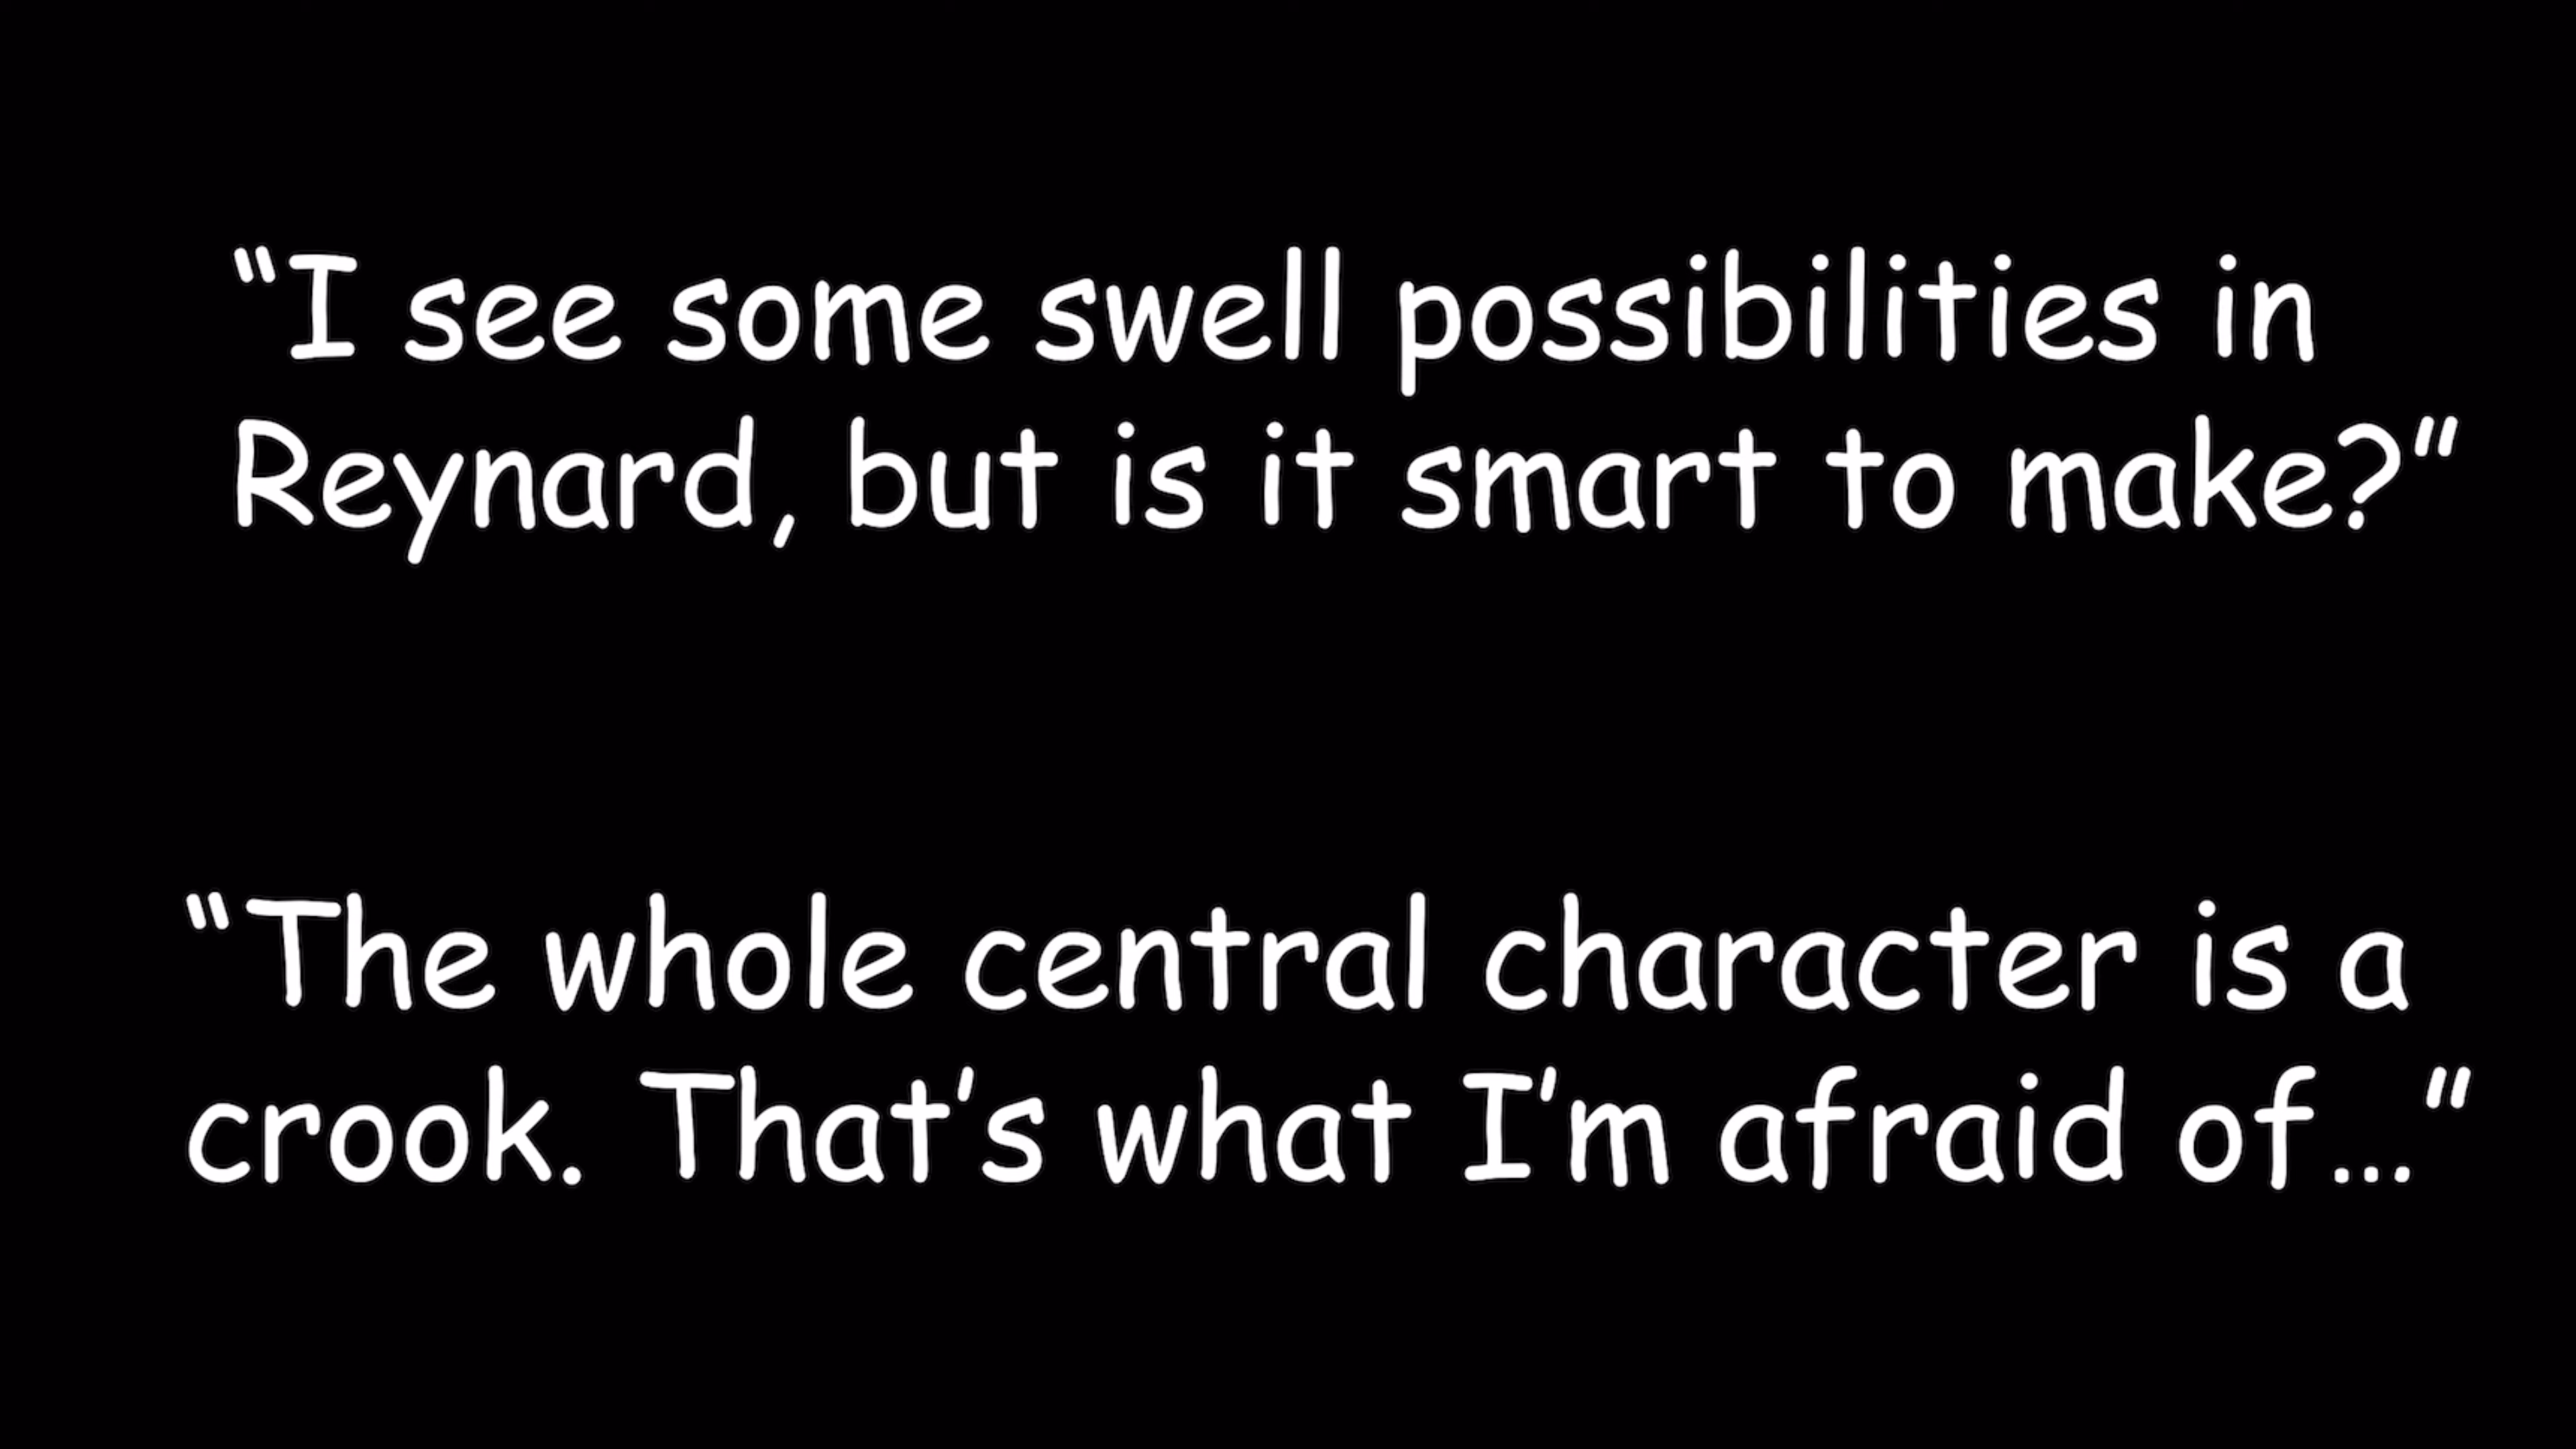 “I see some swell possibilities in
Reynard, but is it smart to make?”
“The whole central character is a
crook. That’s what I’m afraid of…”